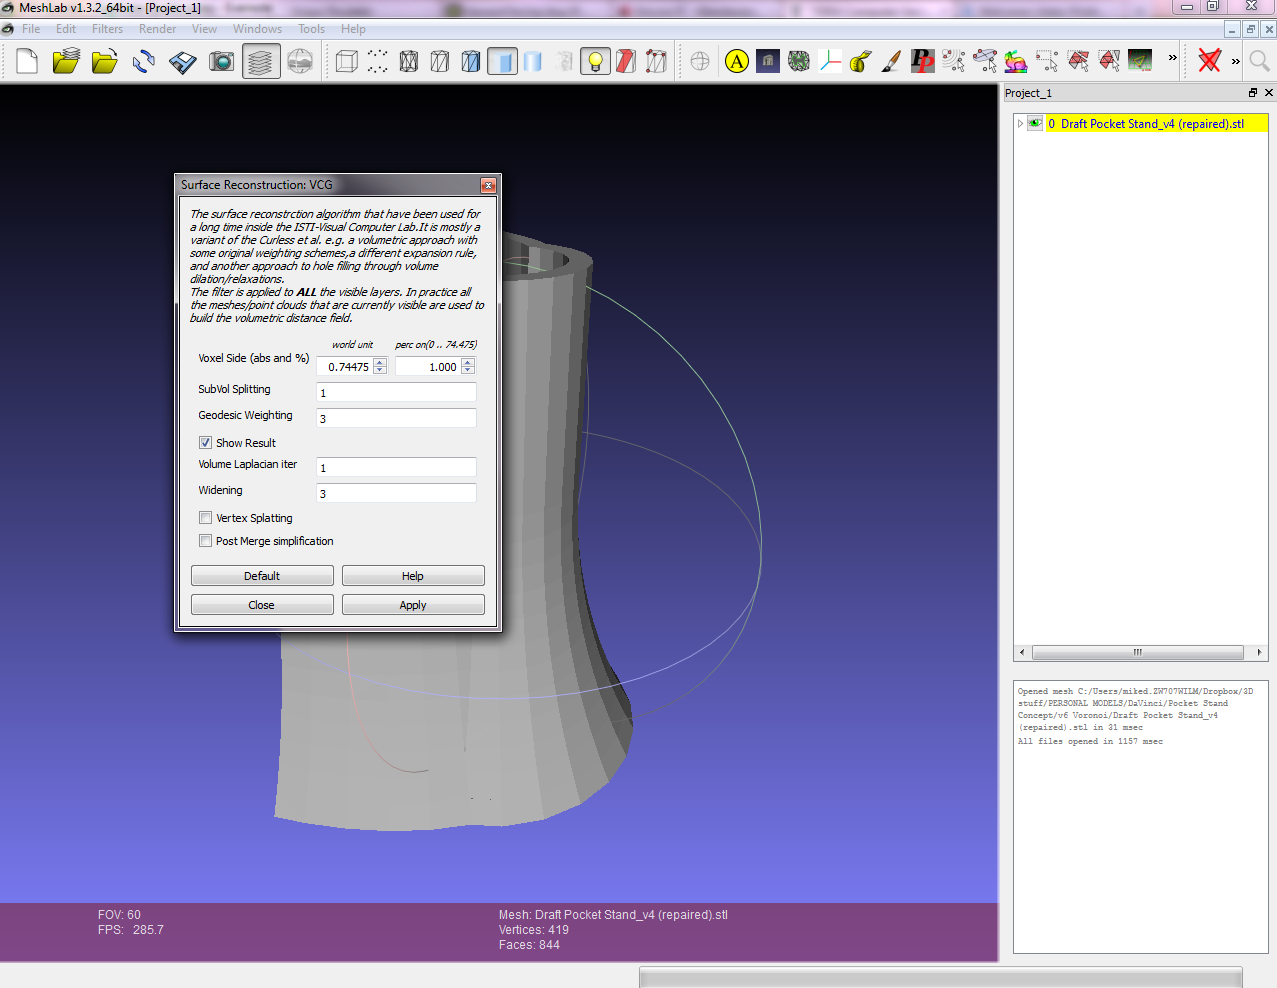 MeshLab v1.3.2_64bit - [Project_1]
File Edit Filters Render View Windows Tools Help
A
PP
»
»
Project_1
0 Draft Pocket Stand_v4 (repaired).stl
Surface Reconstruction: VCG
The surface reconstrction algorithm that have been used for
a long time inside the ISTI-Visual Computer Lab.It is mostly a
variant of the Curless et al. e.g. a volumetric approach with
some original weighting schemes,a different expansion rule,
and another approach to hole filling through volume
dilation/relaxations.
The filter is applied to ALL the visible layers. In practice all
the meshes/point clouds that are currently visible are used to
build the volumetric distance field.
world unit perc on(0 .. 74.475)
Voxel Side (abs and %) 0.74475 1.000
SubVol Splitting 1
Geodesic Weighting 3
Show Result
Volume Laplacian iter 1
Widening 3
Vertex Splatting
Post Merge simplification
Default Help
Close Apply
Opened mesh C:/Users/miked.ZW707WILM/Dropbox/3D
stuff/PERSONAL MODELS/DaVinci/Pocket Stand
Concept/v6 Voronoi/Draft Pocket Stand_v4
(repaired).stl in 31 msec
All files opened in 1157 msec
FOV: 60
FPS: 285.7
Mesh: Draft Pocket Stand_v4 (repaired).stl
Vertices: 419
Faces: 844